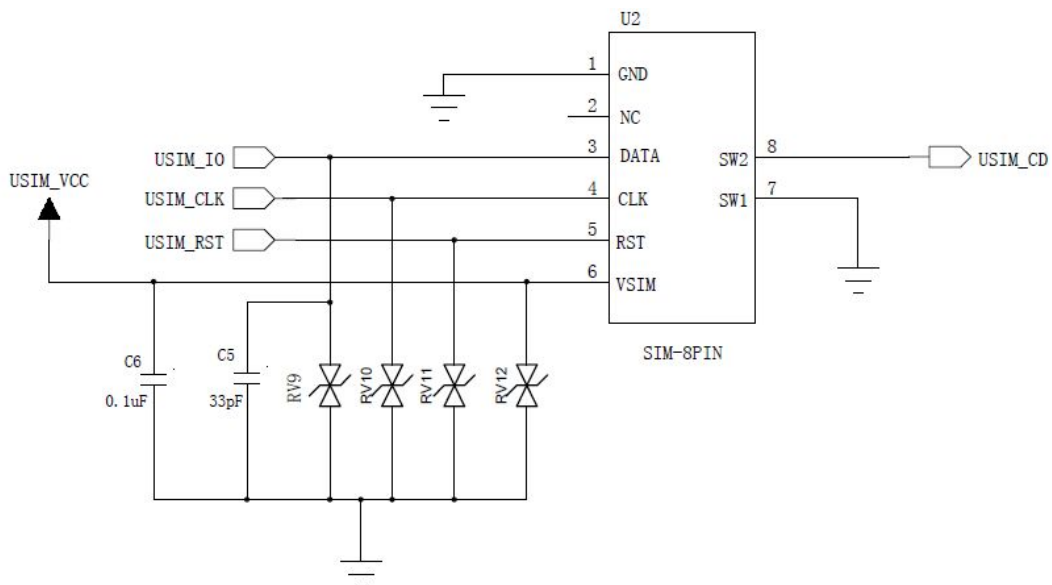 U2
1
GND
2
NC
USIM_IO
3
DATA
SW2
8
USIM_CD
USIM_VCC
USIM_CLK
4
CLK
SW1
7
USIM_RST
5
RST
6
VSIM
SIM-8PIN
C6
0.1uF
C5
33pF
RV9
RV10
RV11
RV12